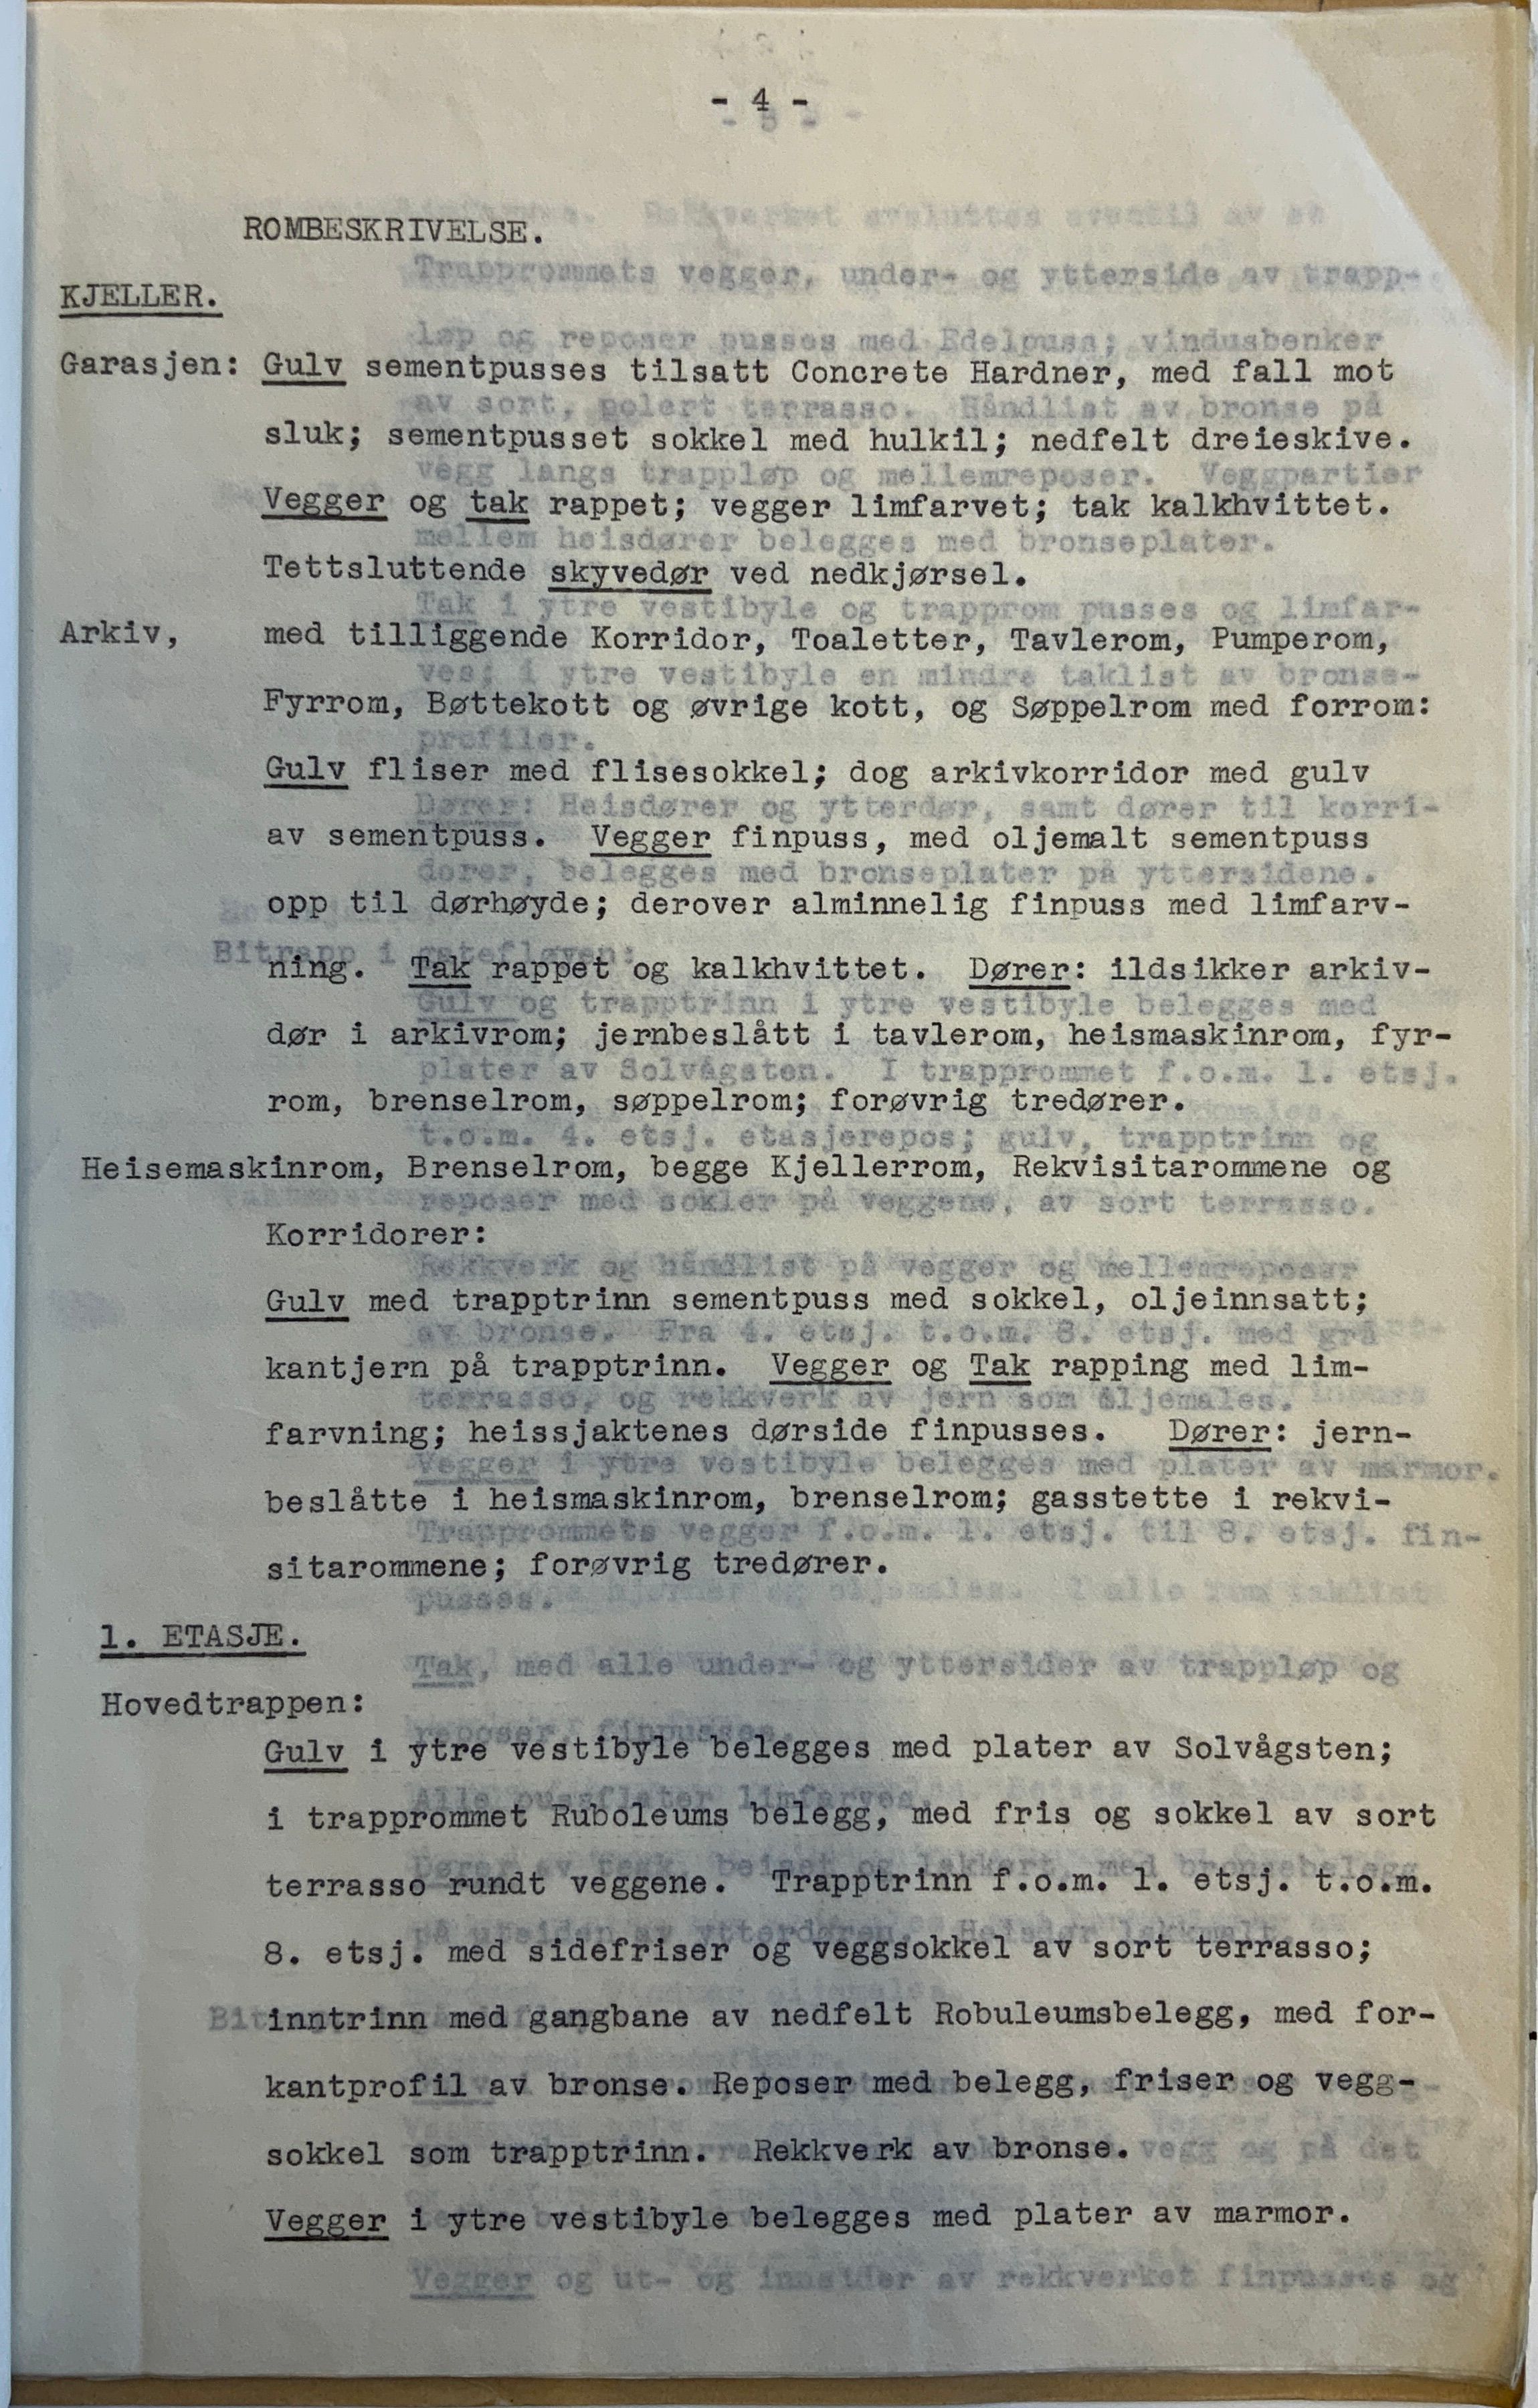 - 4 -
ROMBESKRIVELSE.
KJELLER.
Garasjen: Gulv sementpusses tilsatt Concrete Hardner, med fall mot
sluk; sementpusset sokkel med hulkil; nedfelt dreieskive.
Vegger og tak rappet; vegger limfarvet; tak kalkhvittet.
Tettsluttende skyvedør ved nedkjørsel.
Arkiv, med tilliggende Korridor, Toaletter, Tavlerom, Pumperom,
Fyrrom, Bøttekott og øvrige kott, og Søppelrom med forrom:
Gulv fliser med flisesokkel; dog arkivkorridor med gulv
av sementpuss. Vegger finpuss, med oljemalt sementpuss
opp til dørhøyde; derover alminnelig finpuss med limfarv-
ning. Tak rappet og kalkhvittet. Dører: ildsikker arkiv-
dør i arkivrom; jernbeslått i tavlerom, heismaskinrom, fyr-
rom, brenselrom, søppelrom; forøvrig tredører.
Heisemaskinrom, Brenselrom, begge Kjellerrom, Rekvisitarommene og
Korridorer:
Gulv med trapptrinn sementpuss med sokkel, oljeinnsatt;
kantjern på trapptrinn. Vegger og Tak rapping med lim-
farvning; heissjaktenes dørside finpusses. Dører: jern-
beslåtte i heismaskinrom, brenselrom; gasstette i rekvi-
sitarommene; forøvrig tredører.
1. ETASJE.
Hovedtrappen:
Gulv i ytre vestibyle belegges med plater av Solvågsten;
i trapprommet Ruboleums belegg, med fris og sokkel av sort
terrasso rundt veggene. Trapptrinn f.o.m. 1. etsj. t.o.m.
8. etsj. med sidefriser og veggsokkel av sort terrasso;
inntrinn med gangbane av nedfelt Robuleumsbelegg, med for-
kantprofil av bronse. Reposer med belegg, friser og vegg-
sokkel som trapptrinn. Rekkverk av bronse.
Vegger i ytre vestibyle belegges med plater av marmor.